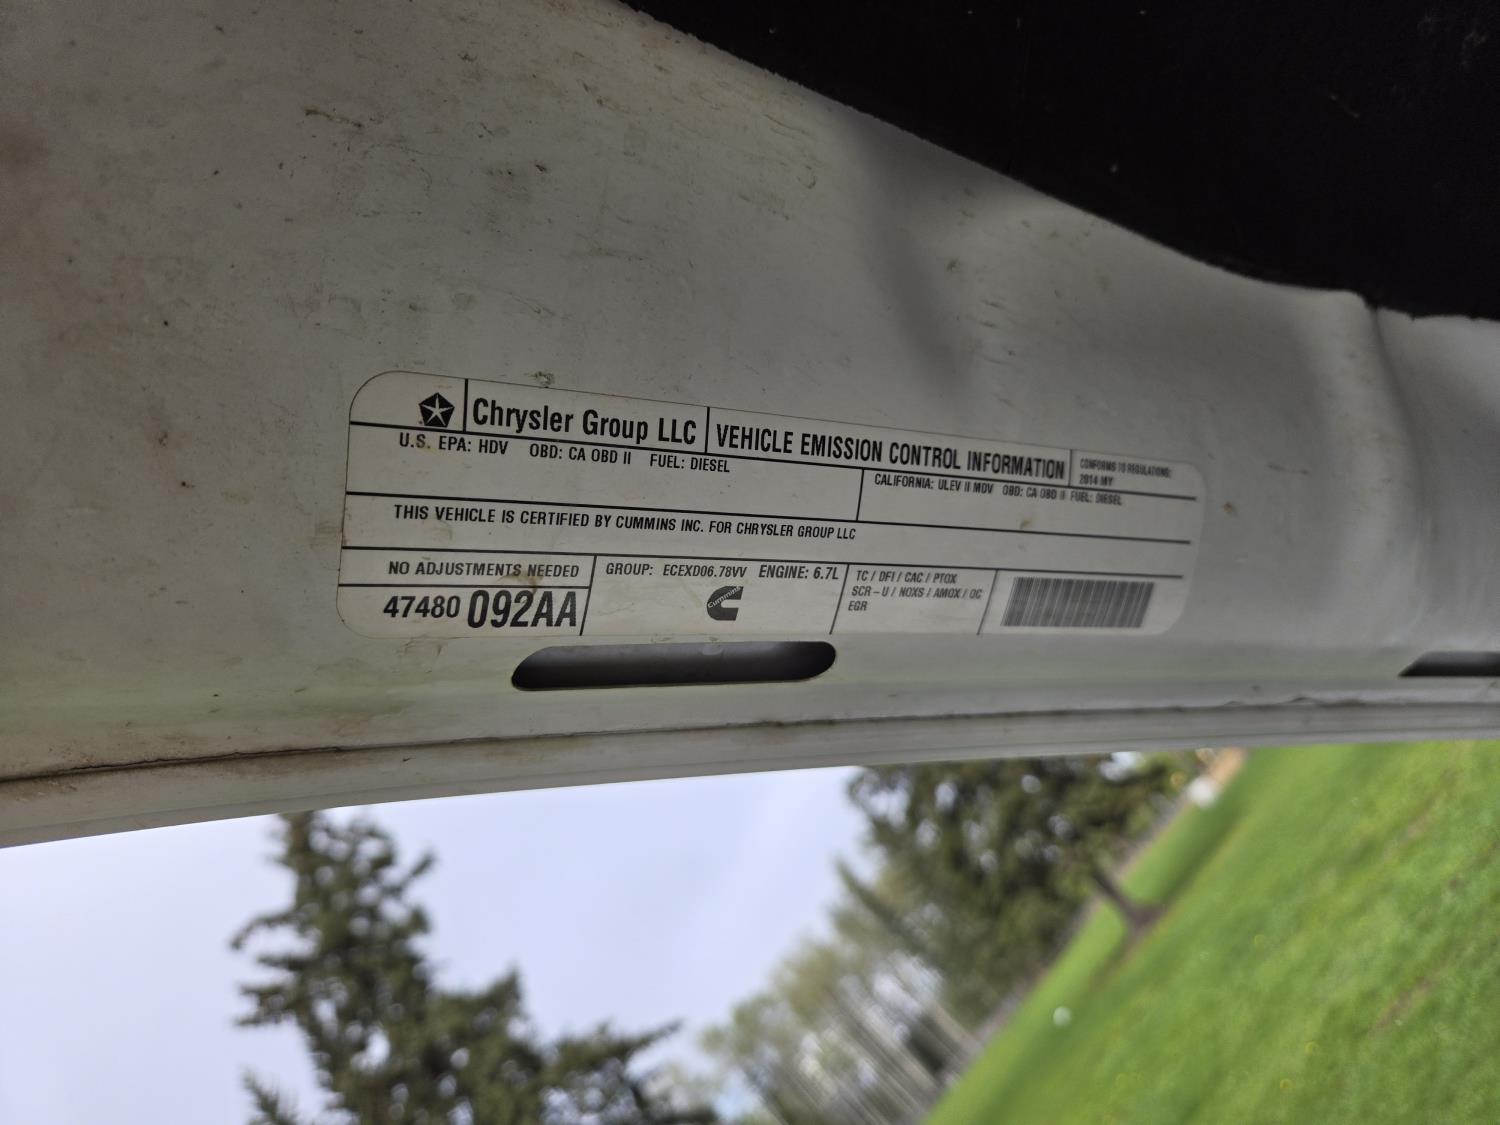 Chrysler Group LLC
VEHICLE EMISSION CONTROL INFORMATION
CONFORMS TO REGULATIONS:
2014 MY
U.S. EPA: HDV OBD: CA OBD II FUEL: DIESEL
CALIFORNIA: ULEV II MDV OBD: CA OBD II FUEL: DIESEL
THIS VEHICLE IS CERTIFIED BY CUMMINS INC. FOR CHRYSLER GROUP LLC
NO ADJUSTMENTS NEEDED
47480 092AA
GROUP: ECEXD06.78VV ENGINE: 6.7L
Cummins
TC / DFI / CAC / PTOX
SCR-U / NOXS / AMOX / OC
EGR